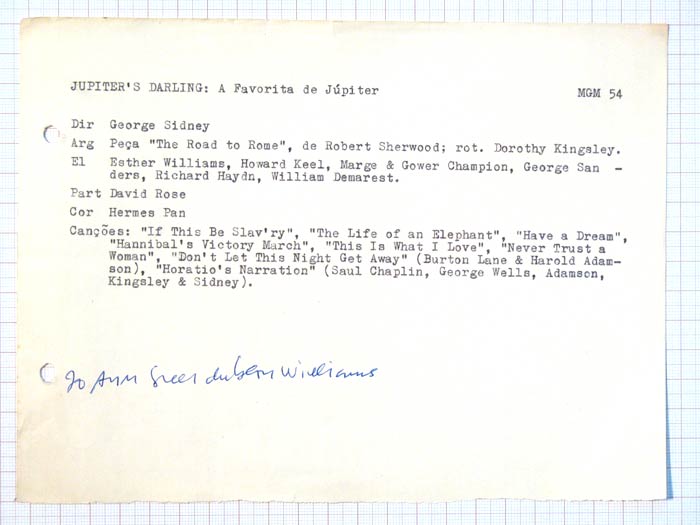 JUPITER'S DARLING: A Favorita de Júpiter MGM 54
Dir George Sidney
Arg Peça "The Road to Rome", de Robert Sherwood; rot. Dorothy Kingsley.
El Esther Williams, Howard Keel, Marge & Gower Champion, George San -
ders, Richard Haydn, William Demarest.
Part David Rose
Cor Hermes Pan
Canções: "If This Be Slav'ry", "The Life of an Elephant", "Have a Dream",
"Hannibal's Victory March", "This Is What I Love", "Never Trust a
Woman", "Don't Let This Night Get Away" (Burton Lane & Harold Adam-
son), "Horatio's Narration" (Saul Chaplin, George Wells, Adamson,
Kingsley & Sidney).
Jo Ann Greer dubla Williams